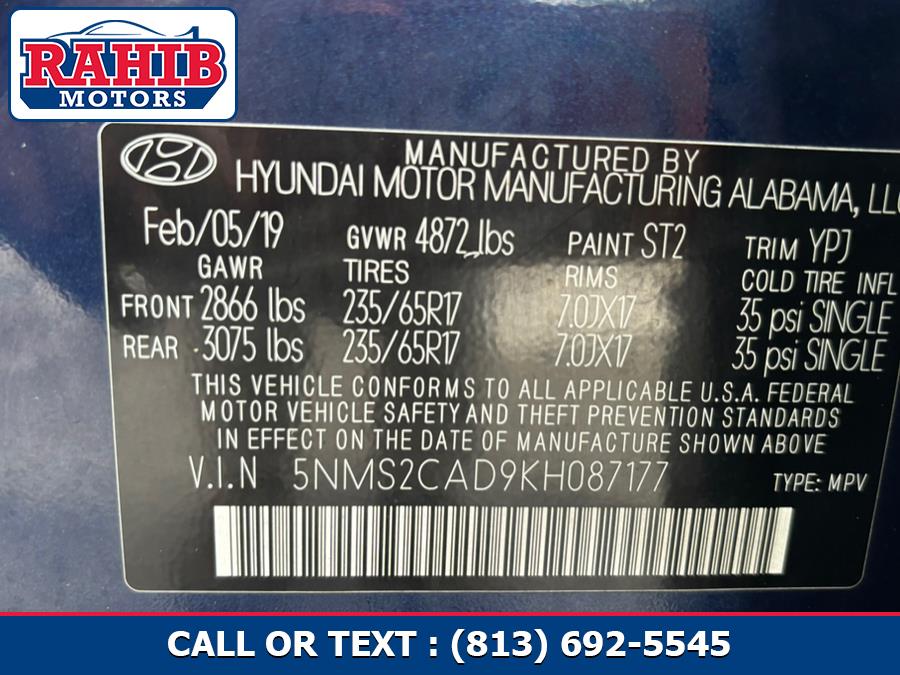 RAHIB
MOTORS
MANUFACTURED BY
HYUNDAI MOTOR MANUFACTURING ALABAMA, LLC
Feb/05/19 GVWR 4872 lbs PAINT ST2 TRIM YPJ
GAWR TIRES RIMS COLD TIRE INFL
FRONT 2866 lbs 235/65R17 7.0JX17 35 psi SINGLE
REAR 3075 lbs 235/65R17 7.0JX17 35 psi SINGLE
THIS VEHICLE CONFORMS TO ALL APPLICABLE U.S.A. FEDERAL
MOTOR VEHICLE SAFETY AND THEFT PREVENTION STANDARDS
IN EFFECT ON THE DATE OF MANUFACTURE SHOWN ABOVE
V.I.N 5NMS2CAD9KH087177 TYPE: MPV
CALL OR TEXT : (813) 692-5545